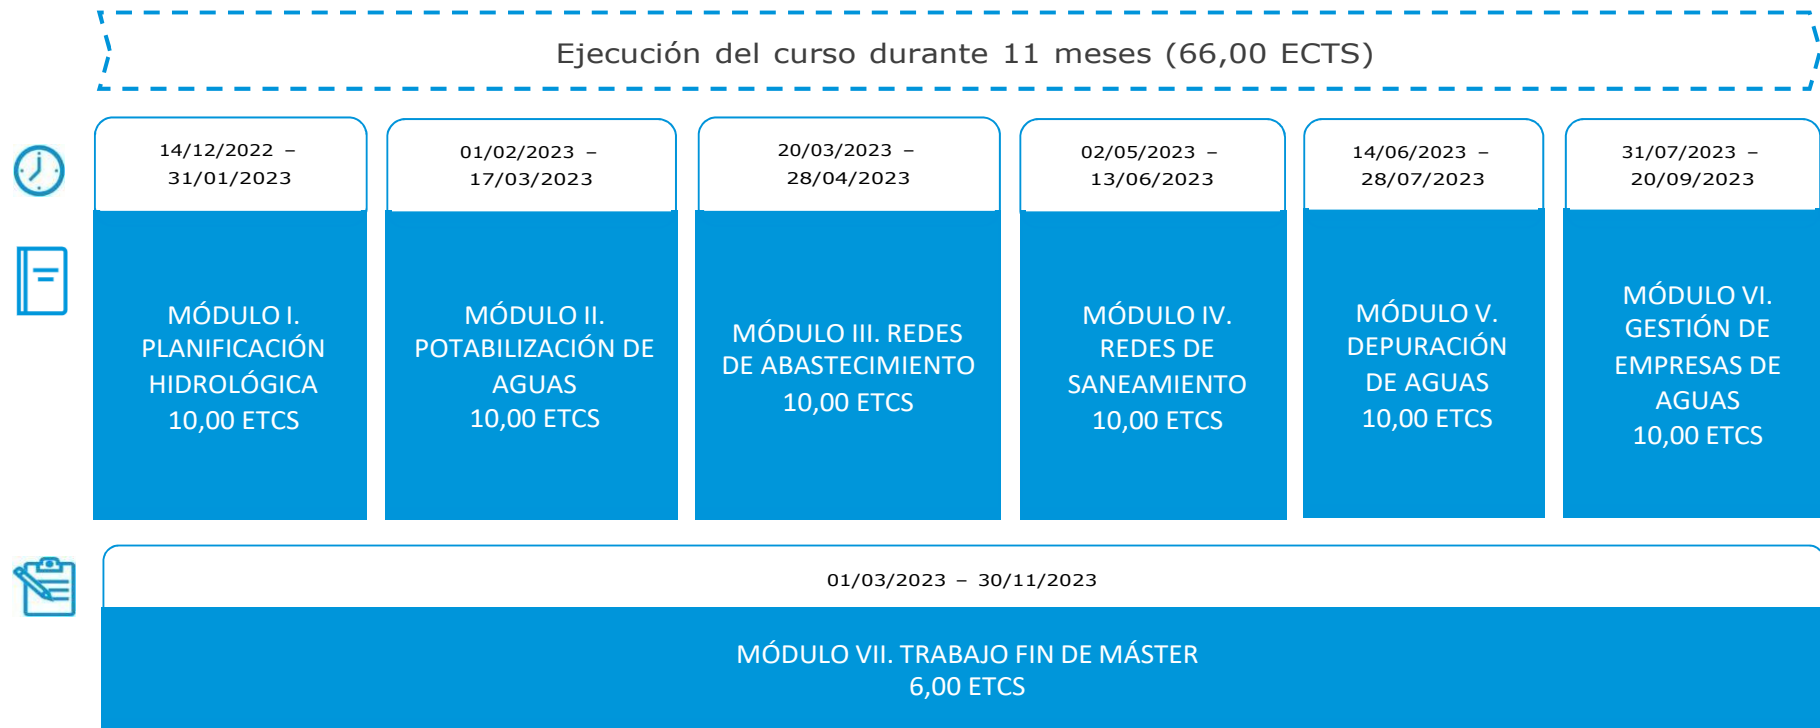 Ejecución del curso durante 11 meses (66,00 ECTS)
14/12/2022 –
31/01/2023
01/02/2023 –
17/03/2023
20/03/2023 –
28/04/2023
02/05/2023 –
13/06/2023
14/06/2023 –
28/07/2023
31/07/2023 –
20/09/2023
MÓDULO I.
PLANIFICACIÓN
HIDROLÓGICA
10,00 ETCS
MÓDULO II.
POTABILIZACIÓN DE
AGUAS
10,00 ETCS
MÓDULO III. REDES
DE ABASTECIMIENTO
10,00 ETCS
MÓDULO IV.
REDES DE
SANEAMIENTO
10,00 ETCS
MÓDULO V.
DEPURACIÓN
DE AGUAS
10,00 ETCS
MÓDULO VI.
GESTIÓN DE
EMPRESAS DE
AGUAS
10,00 ETCS
01/03/2023 – 30/11/2023
MÓDULO VII. TRABAJO FIN DE MÁSTER
6,00 ETCS